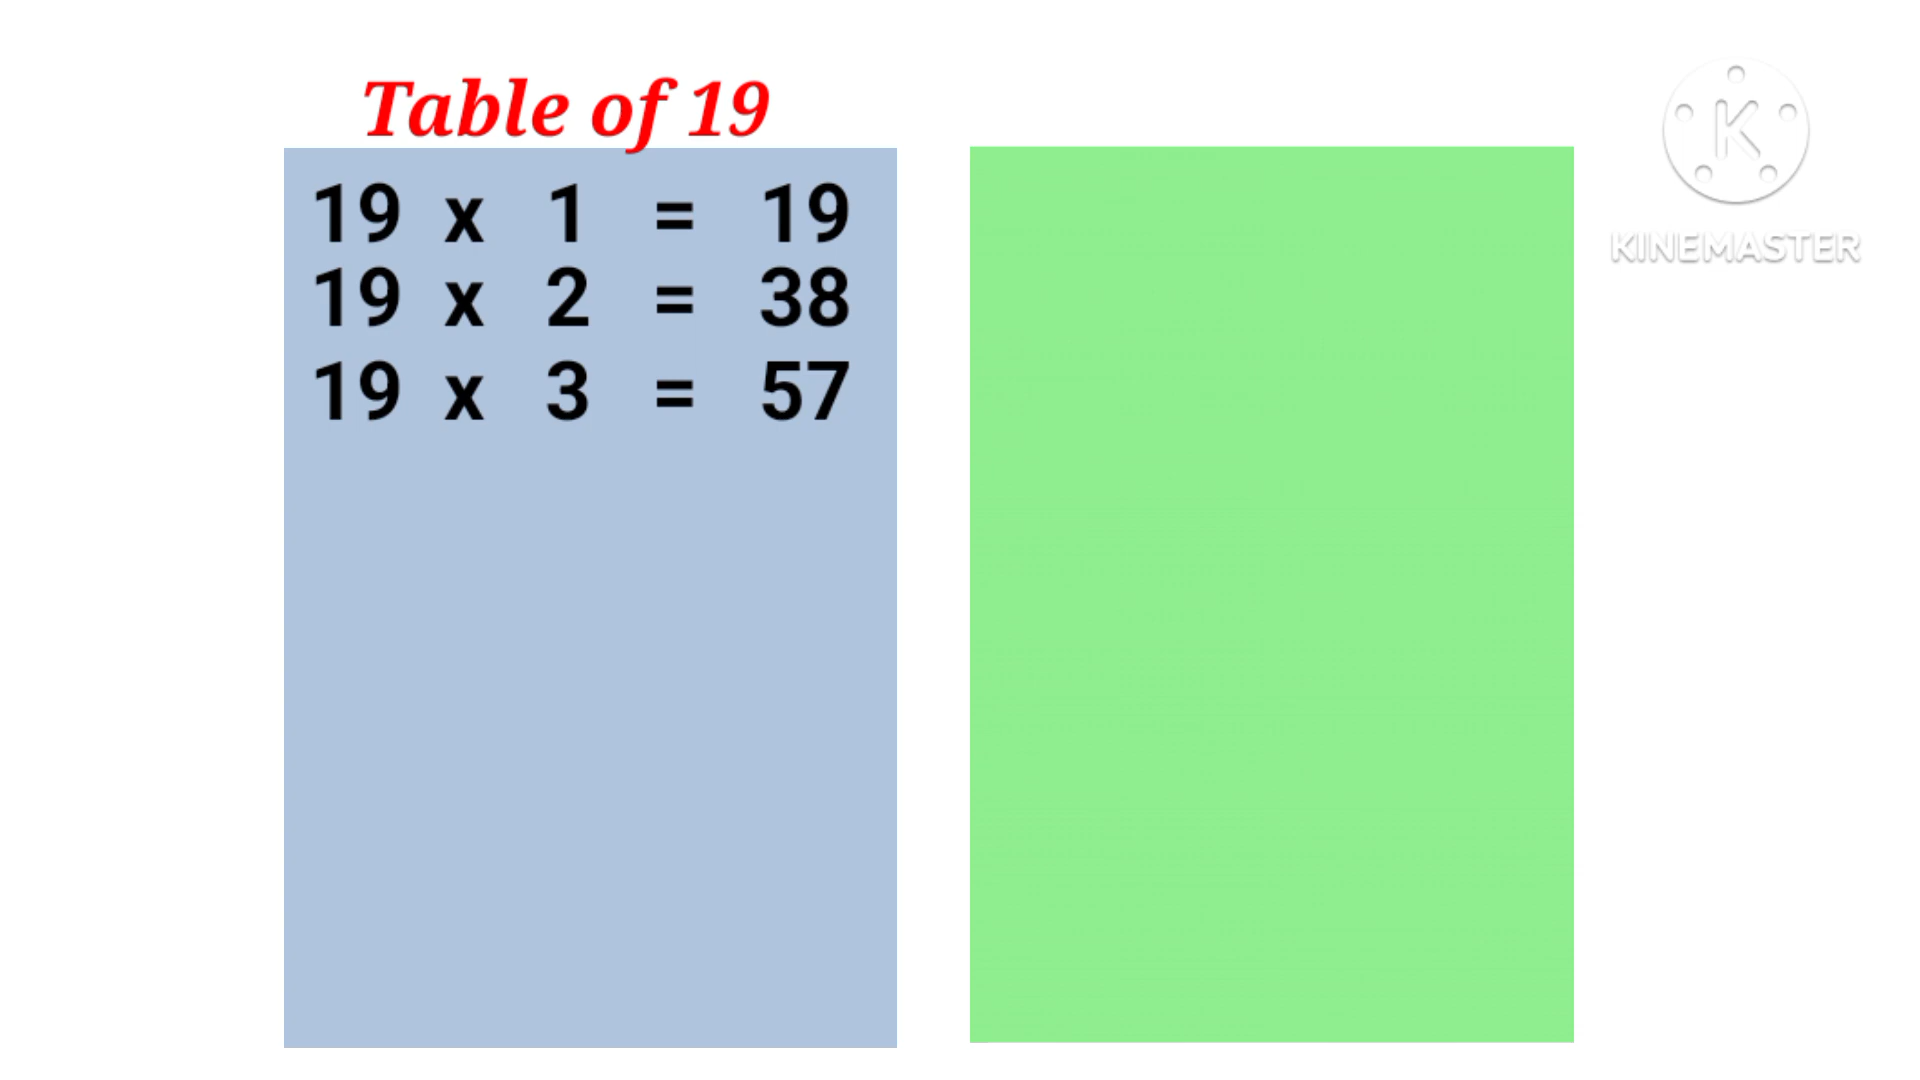 Table of 19
19 x 1 = 19
19 x 2 = 38
19 x 3 = 57
K
KINEMASTER